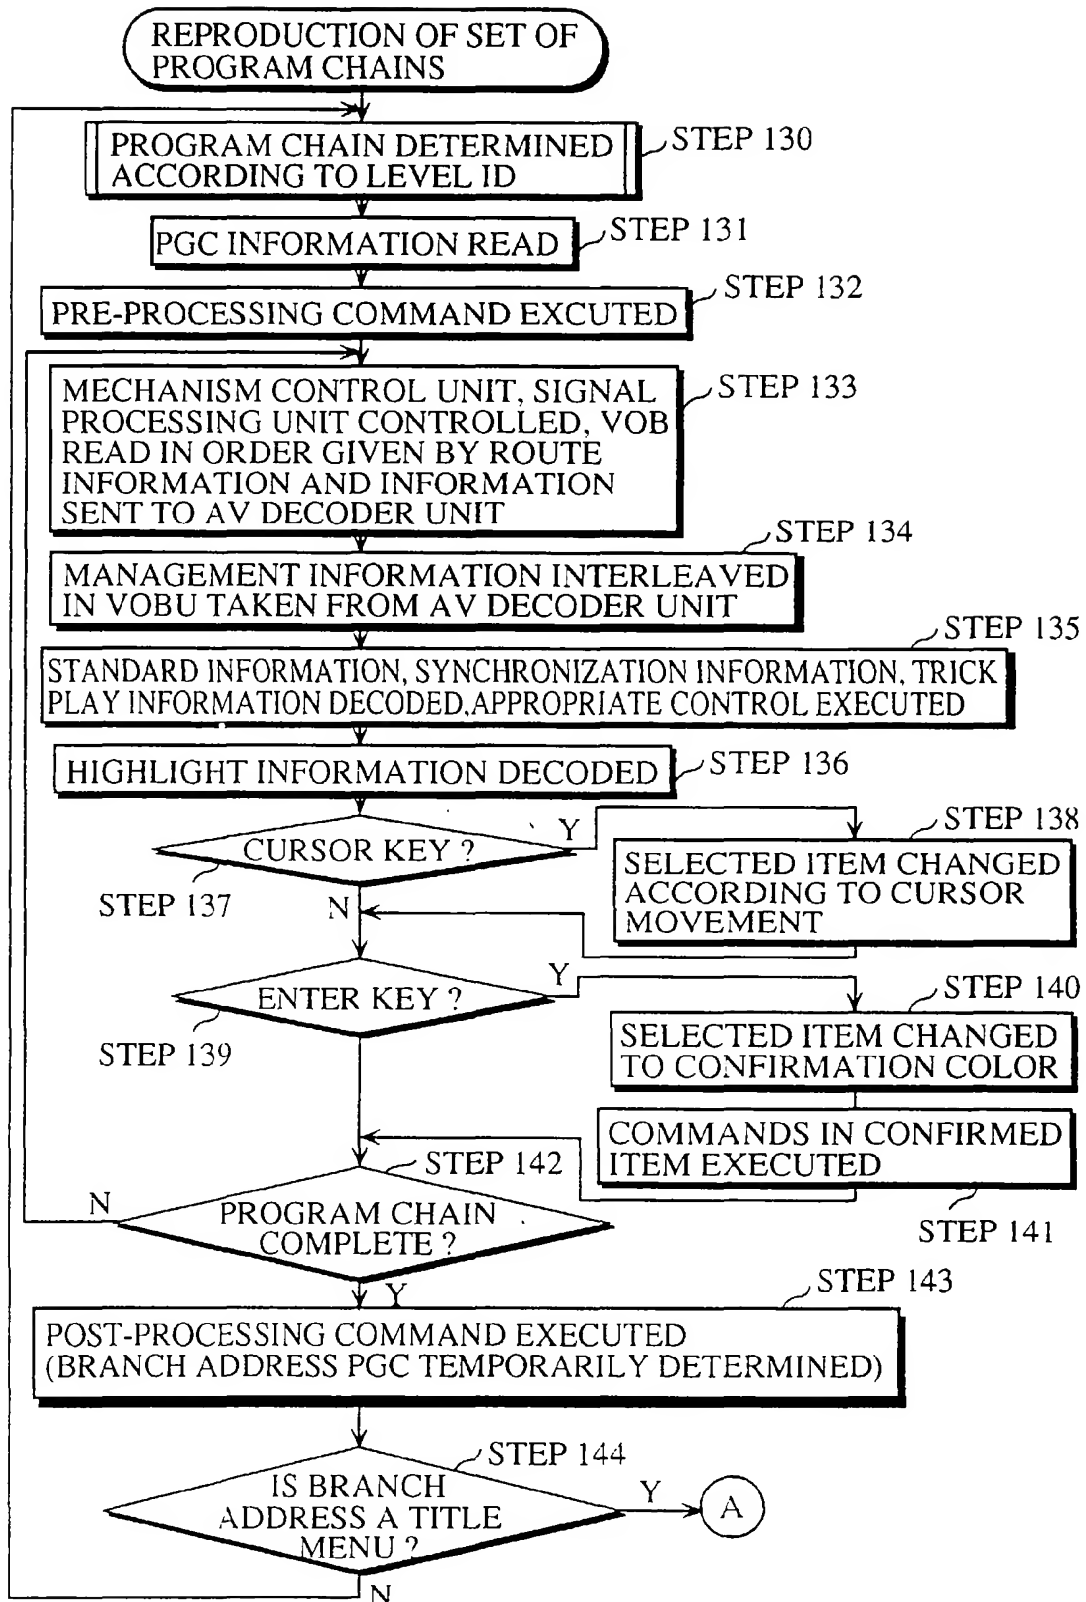 REPRODUCTION OF SET OF
PROGRAM CHAINS
STEP 130
PROGRAM CHAIN DETERMINED
ACCORDING TO LEVEL ID
STEP 131
PGC INFORMATION READ
STEP 132
PRE-PROCESSING COMMAND EXCUTED
STEP 133
MECHANISM CONTROL UNIT, SIGNAL
PROCESSING UNIT CONTROLLED, VOB
READ IN ORDER GIVEN BY ROUTE
INFORMATION AND INFORMATION
SENT TO AV DECODER UNIT
STEP 134
MANAGEMENT INFORMATION INTERLEAVED
IN VOBU TAKEN FROM AV DECODER UNIT
STEP 135
STANDARD INFORMATION, SYNCHRONIZATION INFORMATION, TRICK
PLAY INFORMATION DECODED,APPROPRIATE CONTROL EXECUTED
STEP 136
HIGHLIGHT INFORMATION DECODED
CURSOR KEY ?
Y
STEP 137
N
STEP 138
SELECTED ITEM CHANGED
ACCORDING TO CURSOR
MOVEMENT
ENTER KEY ?
Y
STEP 139
STEP 140
SELECTED ITEM CHANGED
TO CONFIRMATION COLOR
COMMANDS IN CONFIRMED
ITEM EXECUTED
STEP 141
STEP 142
N
PROGRAM CHAIN
COMPLETE ?
Y
STEP 143
POST-PROCESSING COMMAND EXECUTED
(BRANCH ADDRESS PGC TEMPORARILY DETERMINED)
STEP 144
IS BRANCH
ADDRESS A TITLE
MENU ?
Y
A
N